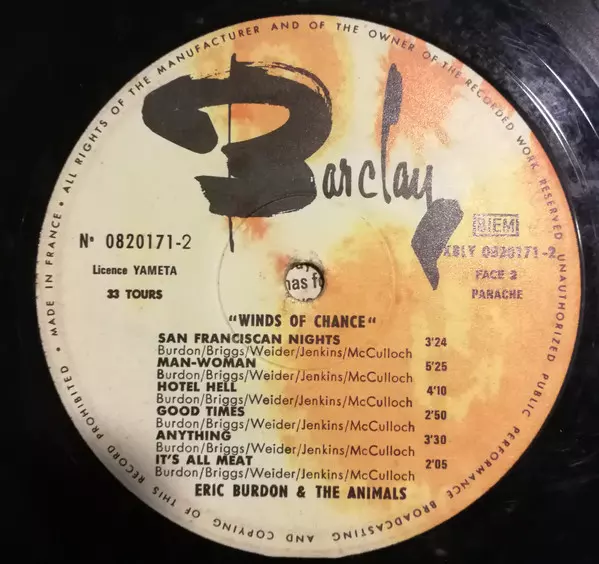 MADE IN FRANCE • ALL RIGHTS OF THE MANUFACTURER AND OF THE OWNER OF THE RECORDED WORK RESERVED UNAUTHORIZED PUBLIC PERFORMANCE BROADCASTING AND COPYING OF THIS RECORD PROHIBITED •
Barclay
BIEM
N° 0820171-2
XBLY 0820171-2
Licence YAMETA
FACE 2
33 TOURS
PANACHE
"WINDS OF CHANCE"
SAN FRANCISCAN NIGHTS 3'24
Burdon/Briggs/Weider/Jenkins/McCulloch
MAN-WOMAN 5'25
Burdon/Briggs/Weider/Jenkins/McCulloch
HOTEL HELL 4'10
Burdon/Briggs/Weider/Jenkins/McCulloch
GOOD TIMES 2'50
Burdon/Briggs/Weider/Jenkins/McCulloch
ANYTHING 3'30
Burdon/Briggs/Weider/Jenkins/McCulloch
IT'S ALL MEAT 2'05
Burdon/Briggs/Weider/Jenkins/McCulloch
ERIC BURDON & THE ANIMALS